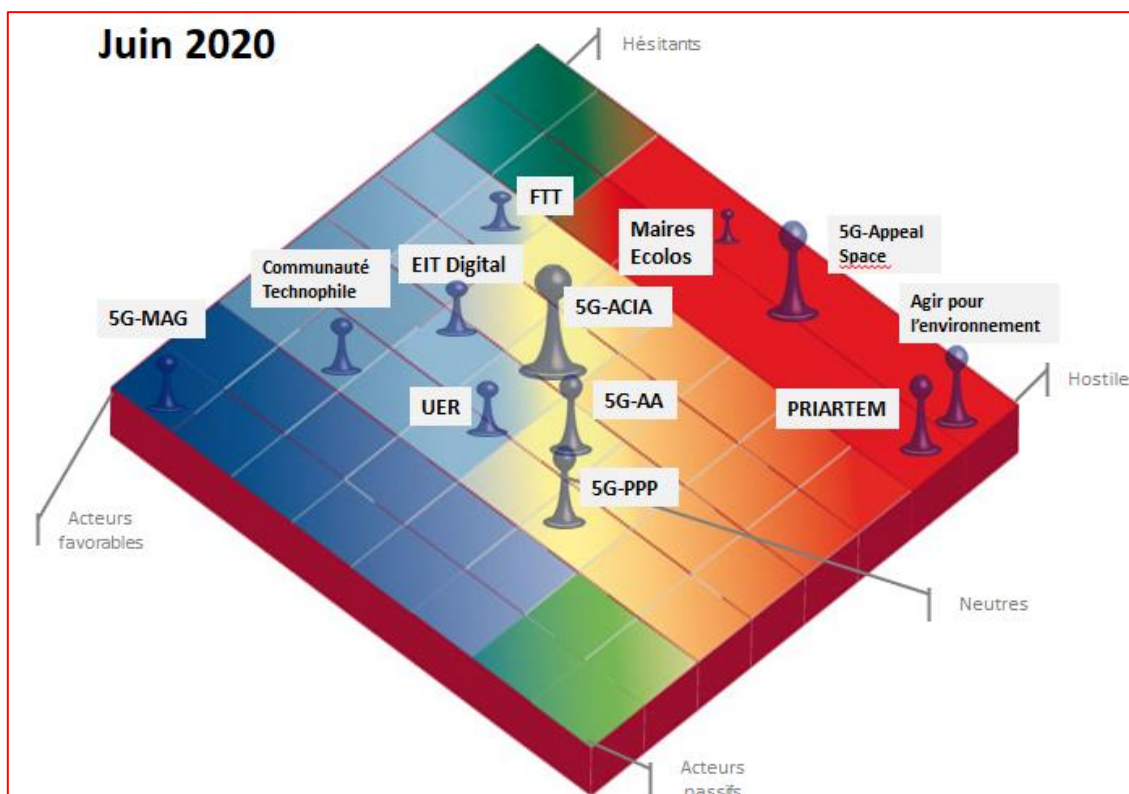 Juin 2020
Hésitants
FTT
Maires
Ecolos
5G-Appeal
Space
Communauté
Technophile
EIT Digital
5G-MAG
5G-ACIA
Agir pour
l'environnement
Hostile
UER
5G-AA
PRIARTEM
5G-PPP
Acteurs
favorables
Neutres
Acteurs
passifs